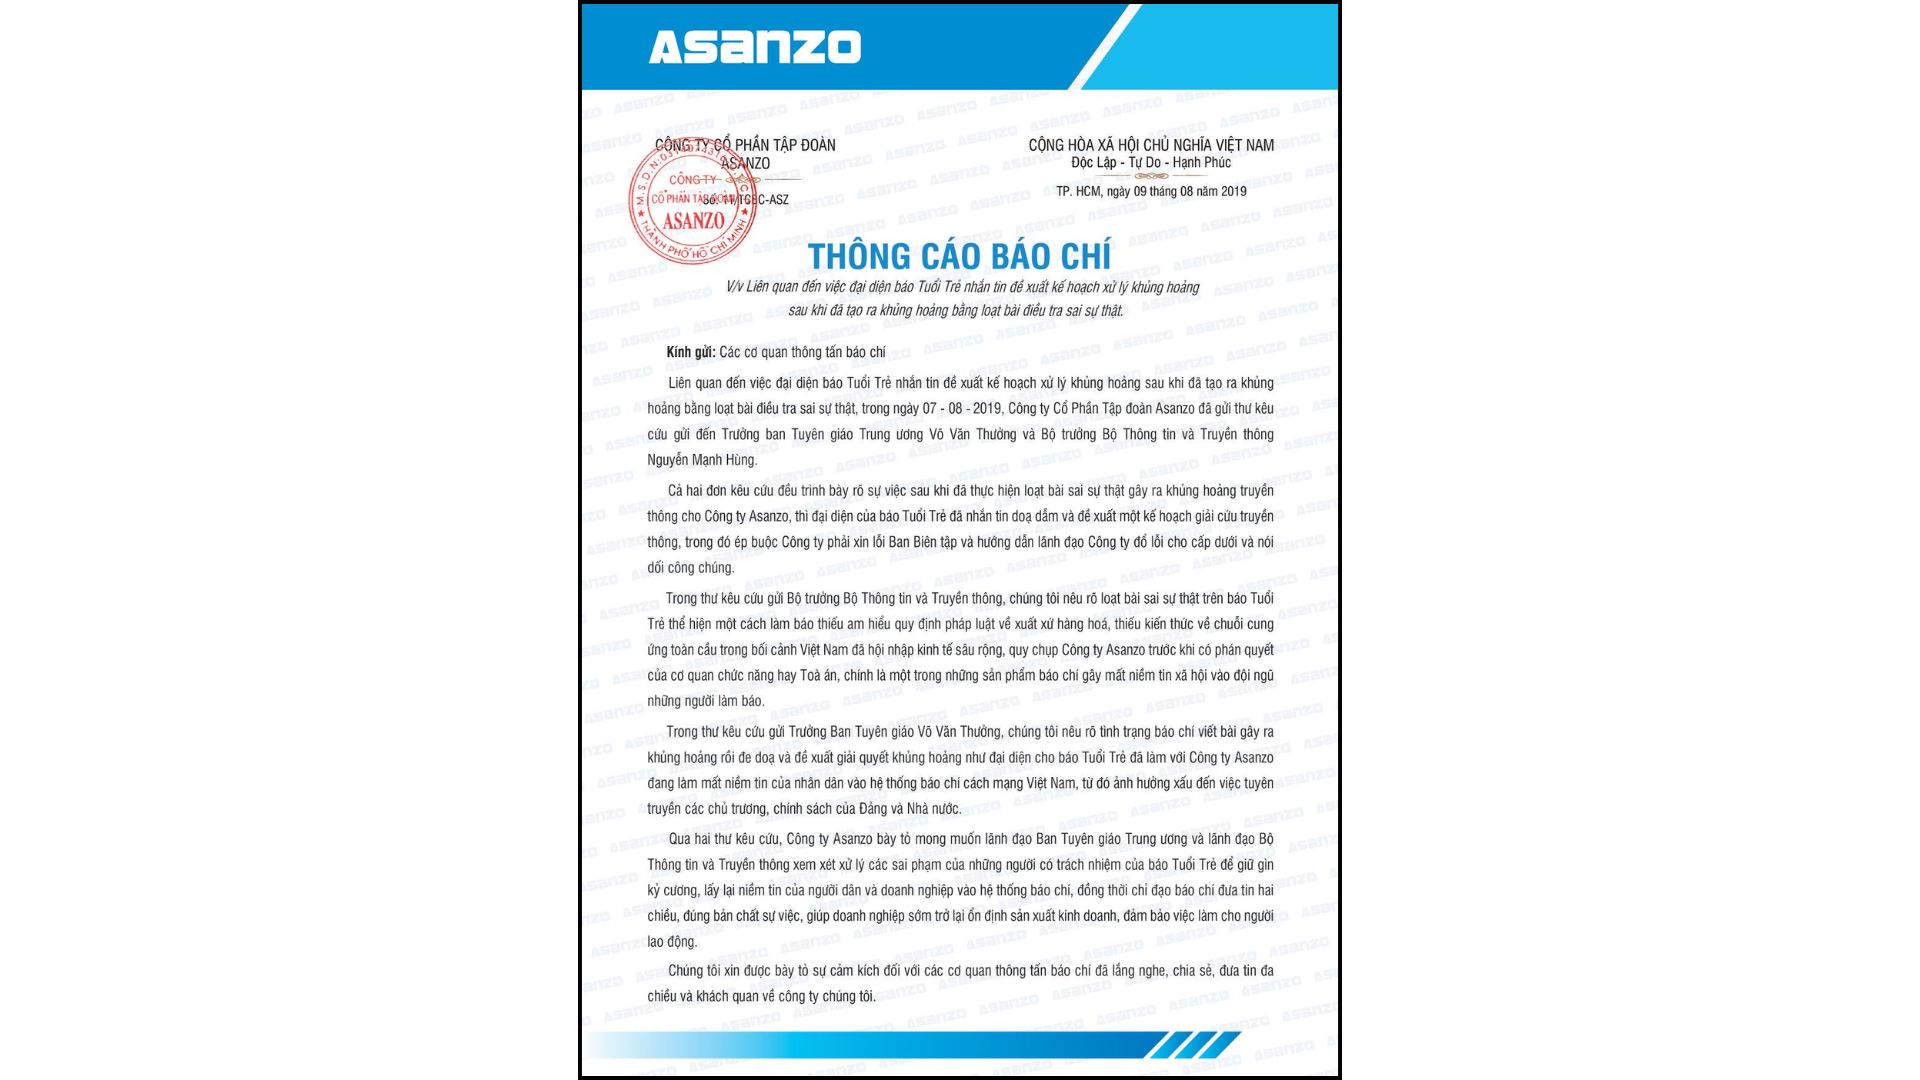 ASANZO
CÔNG TY CỔ PHẦN TẬP ĐOÀN
ASANZO
CỘNG HÒA XÃ HỘI CHỦ NGHĨA VIỆT NAM
Độc Lập - Tự Do - Hạnh Phúc
TP. HCM, ngày 09 tháng 08 năm 2019
CÔNG TY
CỔ PHẦN TẬP ĐOÀN
ASANZO
THÀNH PHỐ HỒ CHÍ MINH
THÔNG CÁO BÁO CHÍ
V/v Liên quan đến việc đại diện báo Tuổi Trẻ nhắn tin đề xuất kế hoạch xử lý khủng hoảng
sau khi đã tạo ra khủng hoảng bằng loạt bài điều tra sai sự thật.
Kính gửi: Các cơ quan thông tấn báo chí
Liên quan đến việc đại diện báo Tuổi Trẻ nhắn tin đề xuất kế hoạch xử lý khủng hoảng sau khi đã tạo ra khủng
hoảng bằng loạt bài điều tra sai sự thật, trong ngày 07 - 08 - 2019, Công ty Cổ Phần Tập đoàn Asanzo đã gửi thư kêu
cứu gửi đến Trưởng ban Tuyên giáo Trung ương Võ Văn Thưởng và Bộ trưởng Bộ Thông tin và Truyền thông
Nguyễn Mạnh Hùng.
Cả hai đơn kêu cứu đều trình bày rõ sự việc sau khi đã thực hiện loạt bài sai sự thật gây ra khủng hoảng truyền
thông cho Công ty Asanzo, thì đại diện của báo Tuổi Trẻ đã nhắn tin doạ dẫm và đề xuất một kế hoạch giải cứu truyền
thông, trong đó ép buộc Công ty phải xin lỗi Ban Biên tập và hướng dẫn lãnh đạo Công ty đổ lỗi cho cấp dưới và nói
dối công chúng.
Trong thư kêu cứu gửi Bộ trưởng Bộ Thông tin và Truyền thông, chúng tôi nêu rõ loạt bài sai sự thật trên báo Tuổi
Trẻ thể hiện một cách làm báo thiếu am hiểu quy định pháp luật về xuất xứ hàng hoá, thiếu kiến thức về chuỗi cung
ứng toàn cầu trong bối cảnh Việt Nam đã hội nhập kinh tế sâu rộng, quy chụp Công ty Asanzo trước khi có phán quyết
của cơ quan chức năng hay Toà án, chính là một trong những sản phẩm báo chí gây mất niềm tin xã hội vào đội ngũ
những người làm báo.
Trong thư kêu cứu gửi Trưởng Ban Tuyên giáo Võ Văn Thưởng, chúng tôi nêu rõ tình trạng báo chí viết bài gây ra
khủng hoảng rồi đe doạ và đề xuất giải quyết khủng hoảng như đại diện cho báo Tuổi Trẻ đã làm với Công ty Asanzo
đang làm mất niềm tin của nhân dân vào hệ thống báo chí cách mạng Việt Nam, từ đó ảnh hưởng xấu đến việc tuyên
truyền các chủ trương, chính sách của Đảng và Nhà nước.
Qua hai thư kêu cứu, Công ty Asanzo bày tỏ mong muốn lãnh đạo Ban Tuyên giáo Trung ương và lãnh đạo Bộ
Thông tin và Truyền thông xem xét xử lý các sai phạm của những người có trách nhiệm của báo Tuổi Trẻ để giữ gìn
kỷ cương, lấy lại niềm tin của người dân và doanh nghiệp vào hệ thống báo chí, đồng thời chỉ đạo báo chí đưa tin hai
chiều, đúng bản chất sự việc, giúp doanh nghiệp sớm trở lại ổn định sản xuất kinh doanh, đảm bảo việc làm cho người
lao động.
Chúng tôi xin được bày tỏ sự cảm kích đối với các cơ quan thông tấn báo chí đã lắng nghe, chia sẻ, đưa tin đa
chiều và khách quan về công ty chúng tôi.